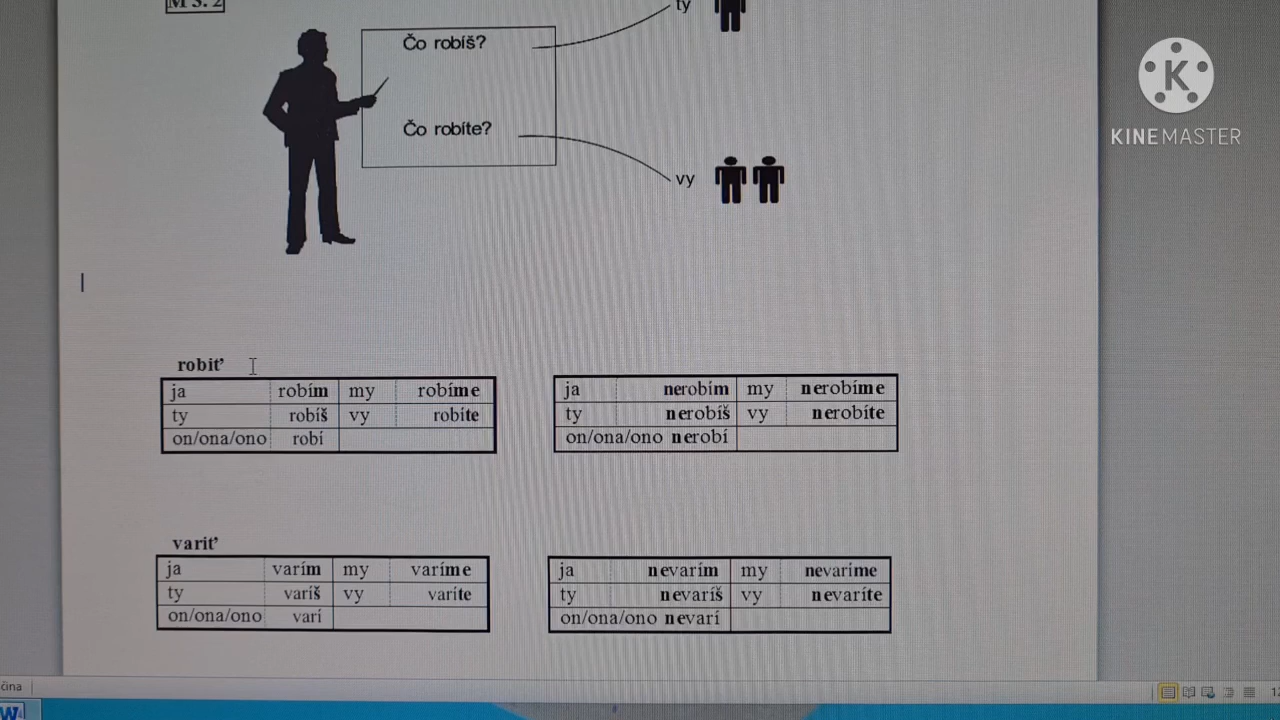 M S. 2
ty
Čo robíš?
Čo robíte?
vy
KINEMASTER
robiť
ja robím my robíme
ty robíš vy robíte
on/ona/ono robí
ja nerobím my nerobíme
ty nerobíš vy nerobíte
on/ona/ono nerobí
variť
ja varím my varíme
ty varíš vy varíte
on/ona/ono varí
ja nevarím my nevaríme
ty nevaríš vy nevaríte
on/ona/ono nevarí
čina